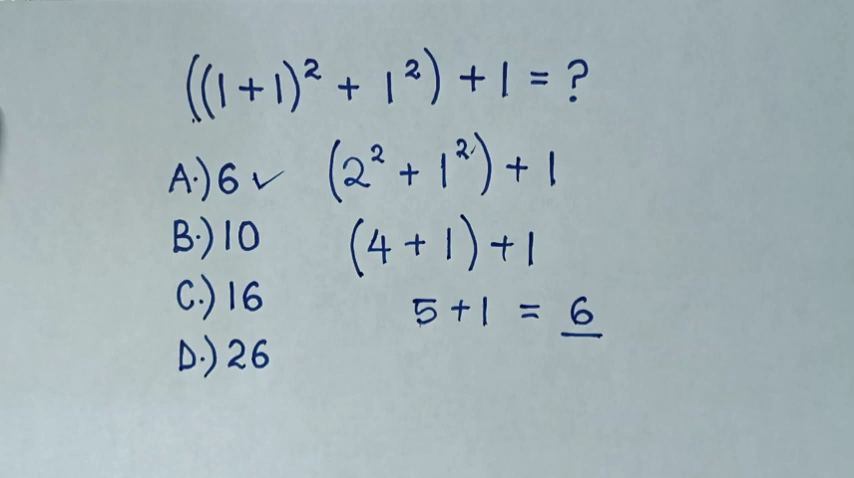 ((1+1)² + 1²) + 1 = ?
A.) 6 ✓ (2² + 1²) + 1
B.) 10 (4 + 1) + 1
C.) 16 5 + 1 = 6
D.) 26